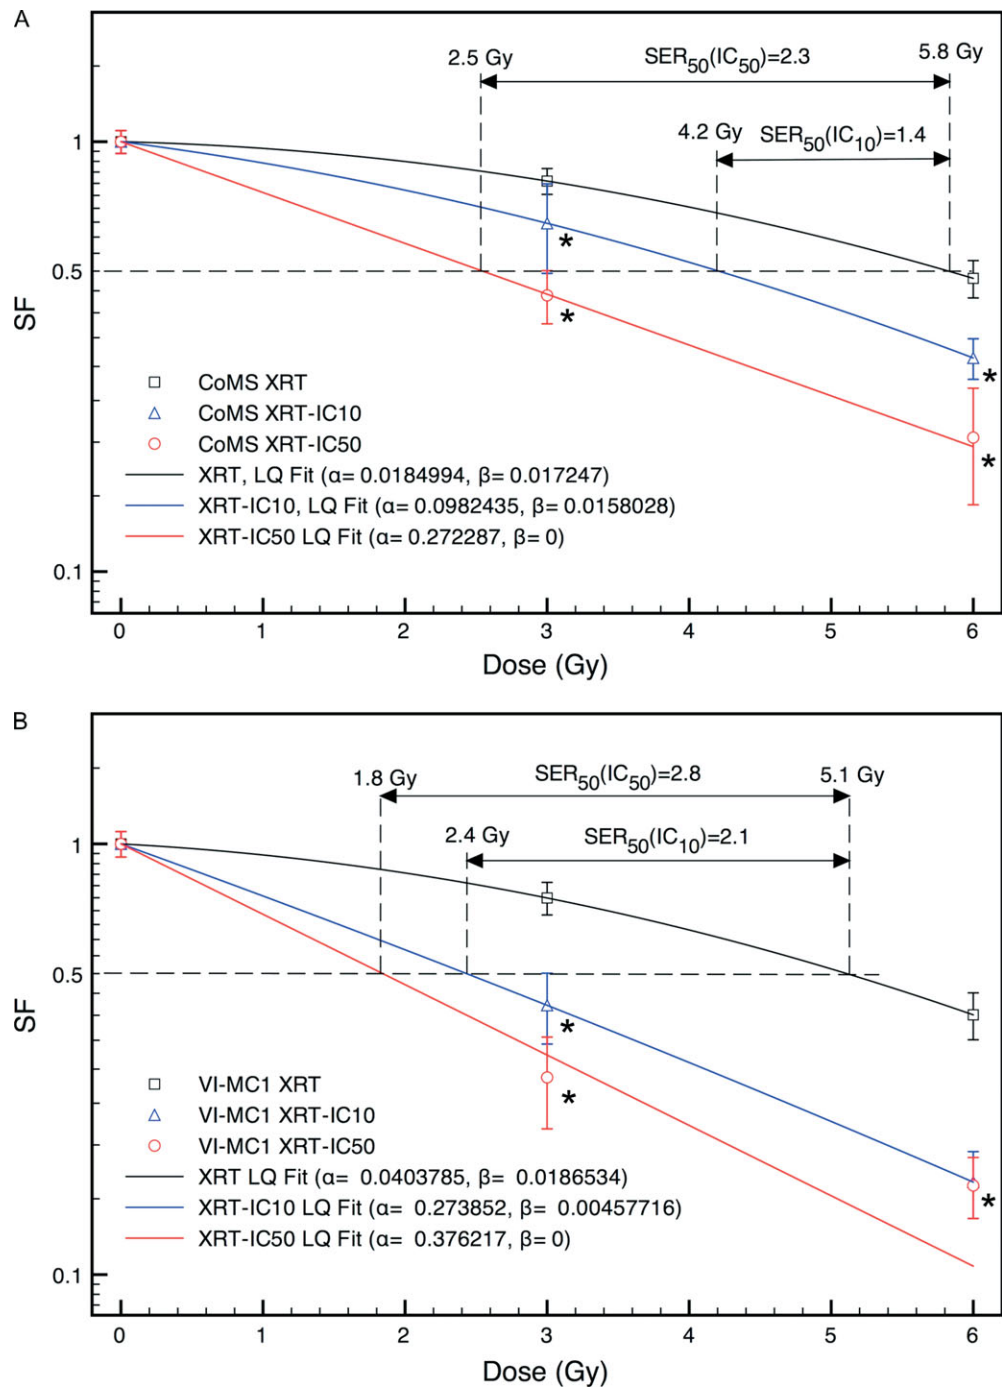 A
2.5 Gy
SER50(IC50)=2.3
5.8 Gy
4.2 Gy
SER50(IC10)=1.4
1
0.5
0.1
SF
*
*
*
*
CoMS XRT
CoMS XRT-IC10
CoMS XRT-IC50
XRT, LQ Fit (α= 0.0184994, β= 0.017247)
XRT-IC10, LQ Fit (α= 0.0982435, β= 0.0158028)
XRT-IC50 LQ Fit (α= 0.272287, β= 0)
0 1 2 3 4 5 6
Dose (Gy)
B
1.8 Gy
SER50(IC50)=2.8
5.1 Gy
2.4 Gy
SER50(IC10)=2.1
1
0.5
0.1
SF
*
*
*
VI-MC1 XRT
VI-MC1 XRT-IC10
VI-MC1 XRT-IC50
XRT LQ Fit (α= 0.0403785, β= 0.0186534)
XRT-IC10 LQ Fit (α= 0.273852, β= 0.00457716)
XRT-IC50 LQ Fit (α= 0.376217, β= 0)
0 1 2 3 4 5 6
Dose (Gy)